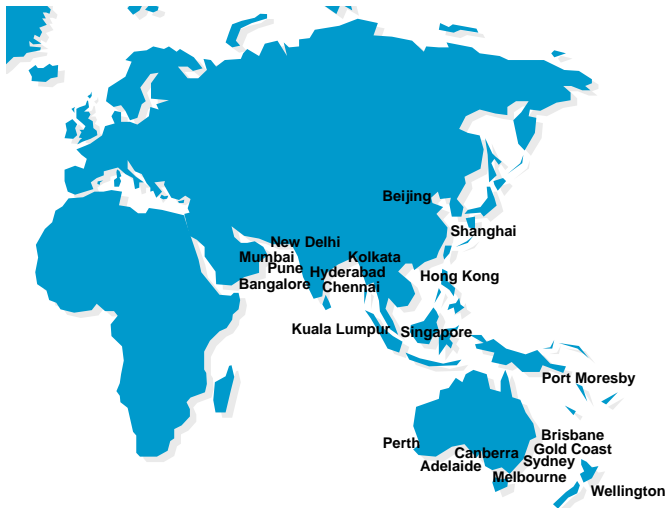 Beijing
Shanghai
New Delhi
Mumbai
Kolkata
Pune
Hyderabad
Hong Kong
Bangalore
Chennai
Kuala Lumpur
Singapore
Port Moresby
Brisbane
Perth
Gold Coast
Canberra
Sydney
Adelaide
Melbourne
Wellington